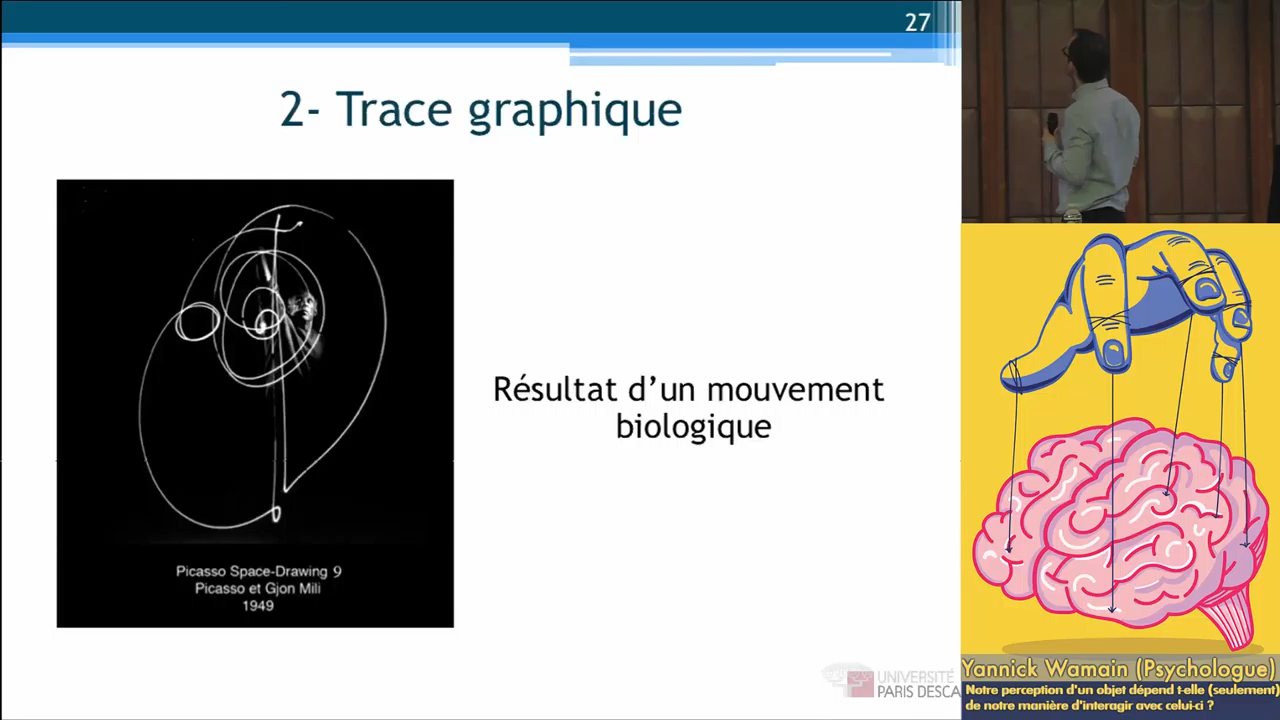 27
2- Trace graphique
Résultat d'un mouvement
biologique
Picasso Space-Drawing 9
Picasso et Gjon Mili
1949
UNIVERSITÉ
PARIS DESCA
Yannick Wamain (Psychologue)
Notre perception d'un objet dépend t-elle (seulement)
de notre manière d'interagir avec celui-ci ?